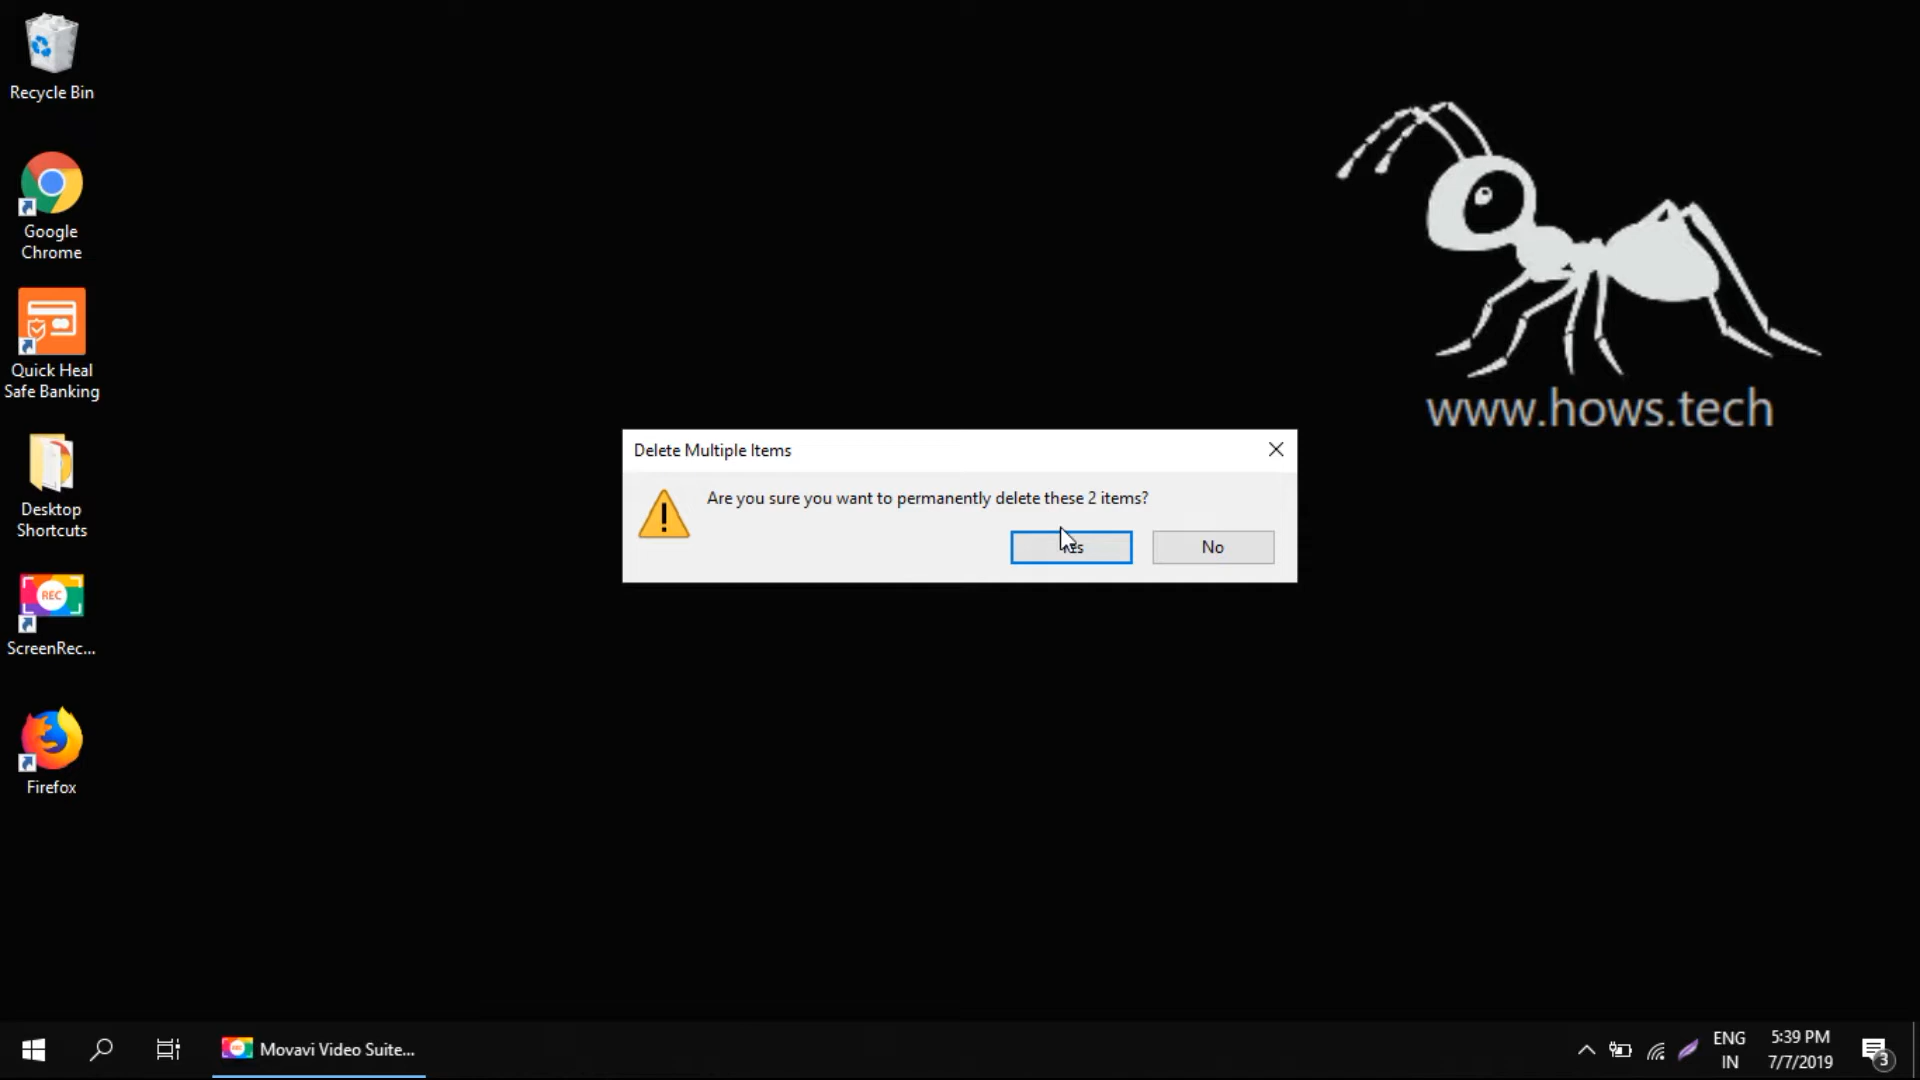 Recycle Bin
Google
Chrome
Quick Heal
Safe Banking
Desktop
Shortcuts
REC
ScreenRec...
Firefox
www.hows.tech
Delete Multiple Items
Are you sure you want to permanently delete these 2 items?
No
Movavi Video Suite...
ENG
IN
5:39 PM
7/7/2019
3